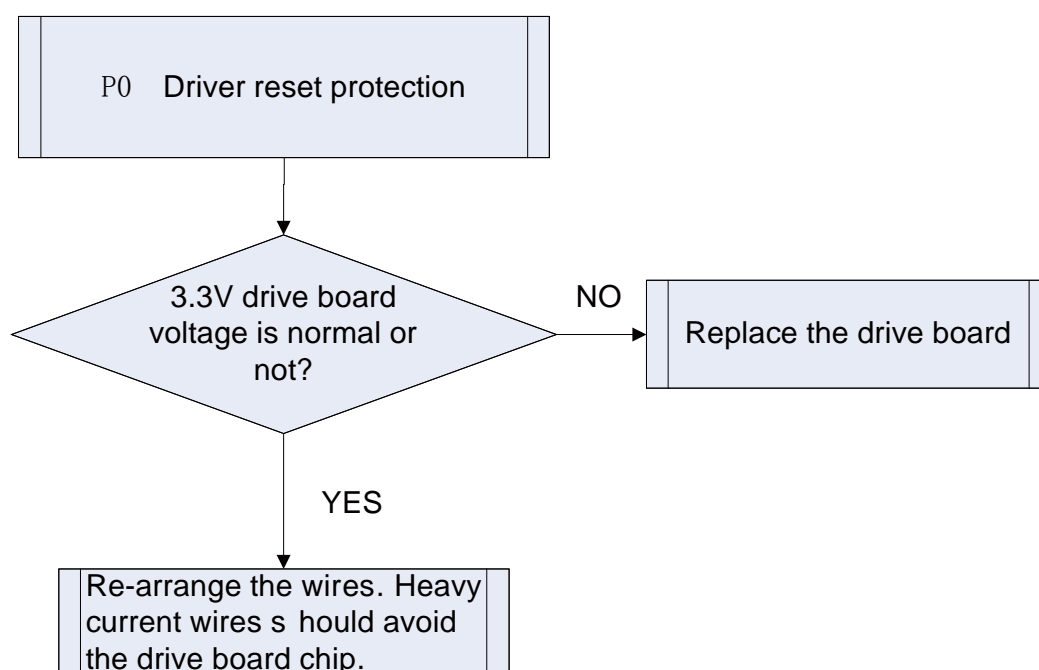 P0 Driver reset protection
3.3V drive board
voltage is normal or
not?
NO
Replace the drive board
YES
Re-arrange the wires. Heavy
current wires s hould avoid
the drive board chip.